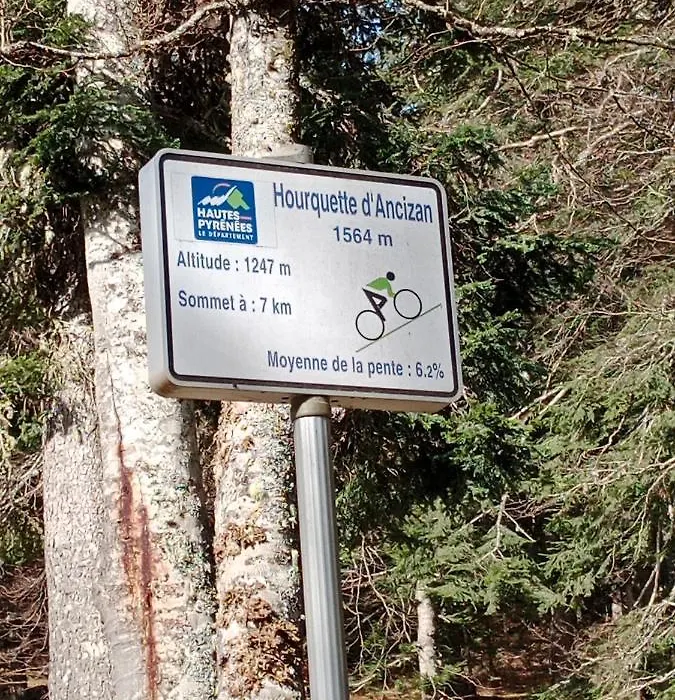 Hourquette d'Ancizan
1564 m
HAUTES
PYRÉNÉES
LE DÉPARTEMENT
Altitude : 1247 m
Sommet à : 7 km
Moyenne de la pente : 6.2%